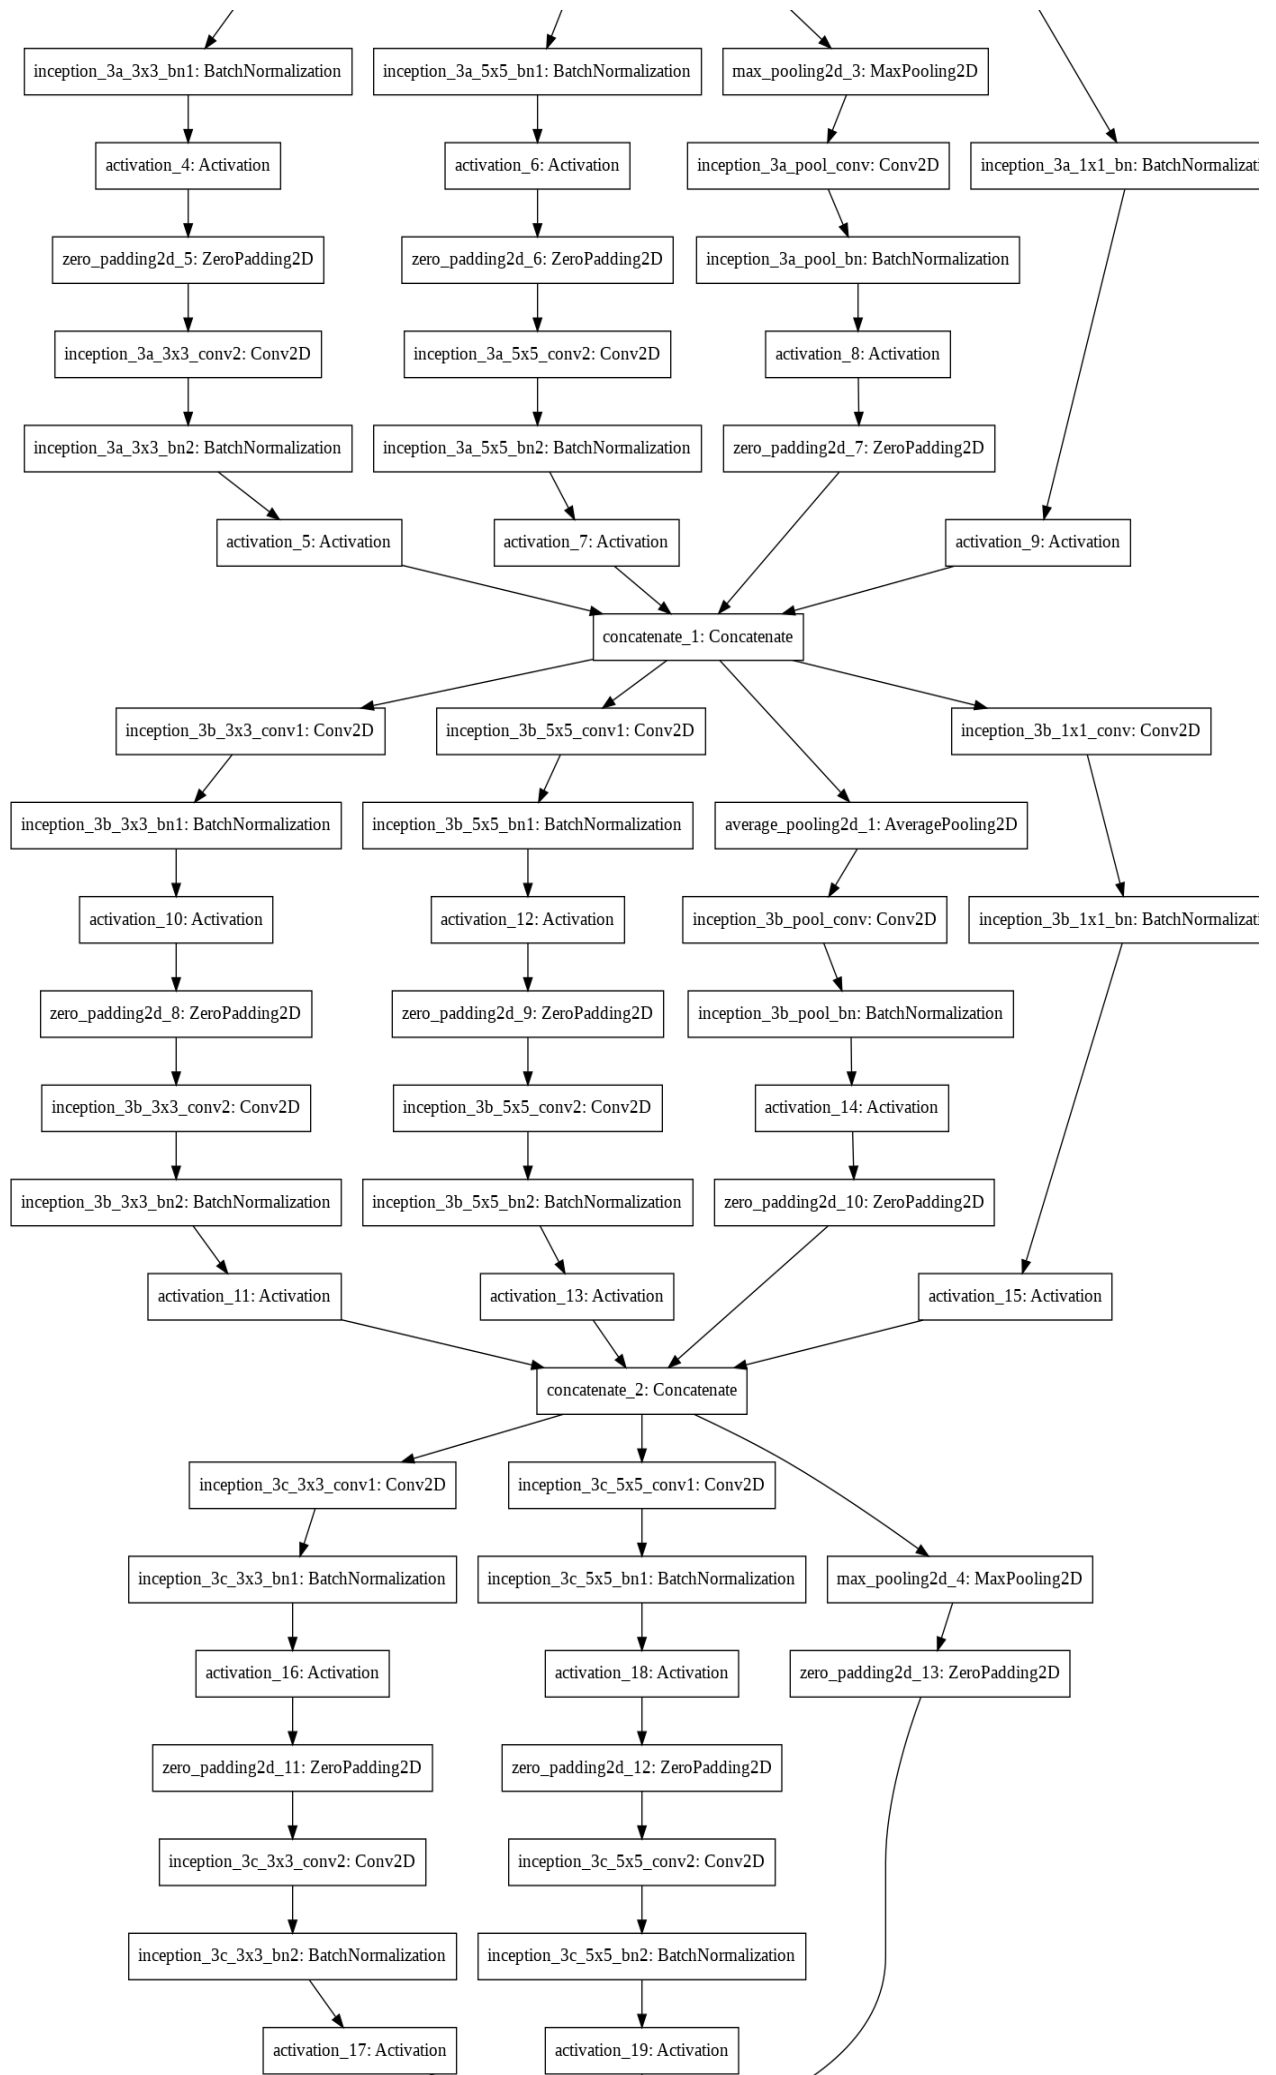 inception_3a_3x3_bn1: BatchNormalization
inception_3a_5x5_bn1: BatchNormalization
max_pooling2d_3: MaxPooling2D
activation_4: Activation
activation_6: Activation
inception_3a_pool_conv: Conv2D
inception_3a_1x1_bn: BatchNormalizati
zero_padding2d_5: ZeroPadding2D
zero_padding2d_6: ZeroPadding2D
inception_3a_pool_bn: BatchNormalization
inception_3a_3x3_conv2: Conv2D
inception_3a_5x5_conv2: Conv2D
activation_8: Activation
inception_3a_3x3_bn2: BatchNormalization
inception_3a_5x5_bn2: BatchNormalization
zero_padding2d_7: ZeroPadding2D
activation_5: Activation
activation_7: Activation
activation_9: Activation
concatenate_1: Concatenate
inception_3b_3x3_conv1: Conv2D
inception_3b_5x5_conv1: Conv2D
inception_3b_1x1_conv: Conv2D
inception_3b_3x3_bn1: BatchNormalization
inception_3b_5x5_bn1: BatchNormalization
average_pooling2d_1: AveragePooling2D
activation_10: Activation
activation_12: Activation
inception_3b_pool_conv: Conv2D
inception_3b_1x1_bn: BatchNormalizati
zero_padding2d_8: ZeroPadding2D
zero_padding2d_9: ZeroPadding2D
inception_3b_pool_bn: BatchNormalization
inception_3b_3x3_conv2: Conv2D
inception_3b_5x5_conv2: Conv2D
activation_14: Activation
inception_3b_3x3_bn2: BatchNormalization
inception_3b_5x5_bn2: BatchNormalization
zero_padding2d_10: ZeroPadding2D
activation_11: Activation
activation_13: Activation
activation_15: Activation
concatenate_2: Concatenate
inception_3c_3x3_conv1: Conv2D
inception_3c_5x5_conv1: Conv2D
inception_3c_3x3_bn1: BatchNormalization
inception_3c_5x5_bn1: BatchNormalization
max_pooling2d_4: MaxPooling2D
activation_16: Activation
activation_18: Activation
zero_padding2d_13: ZeroPadding2D
zero_padding2d_11: ZeroPadding2D
zero_padding2d_12: ZeroPadding2D
inception_3c_3x3_conv2: Conv2D
inception_3c_5x5_conv2: Conv2D
inception_3c_3x3_bn2: BatchNormalization
inception_3c_5x5_bn2: BatchNormalization
activation_17: Activation
activation_19: Activation